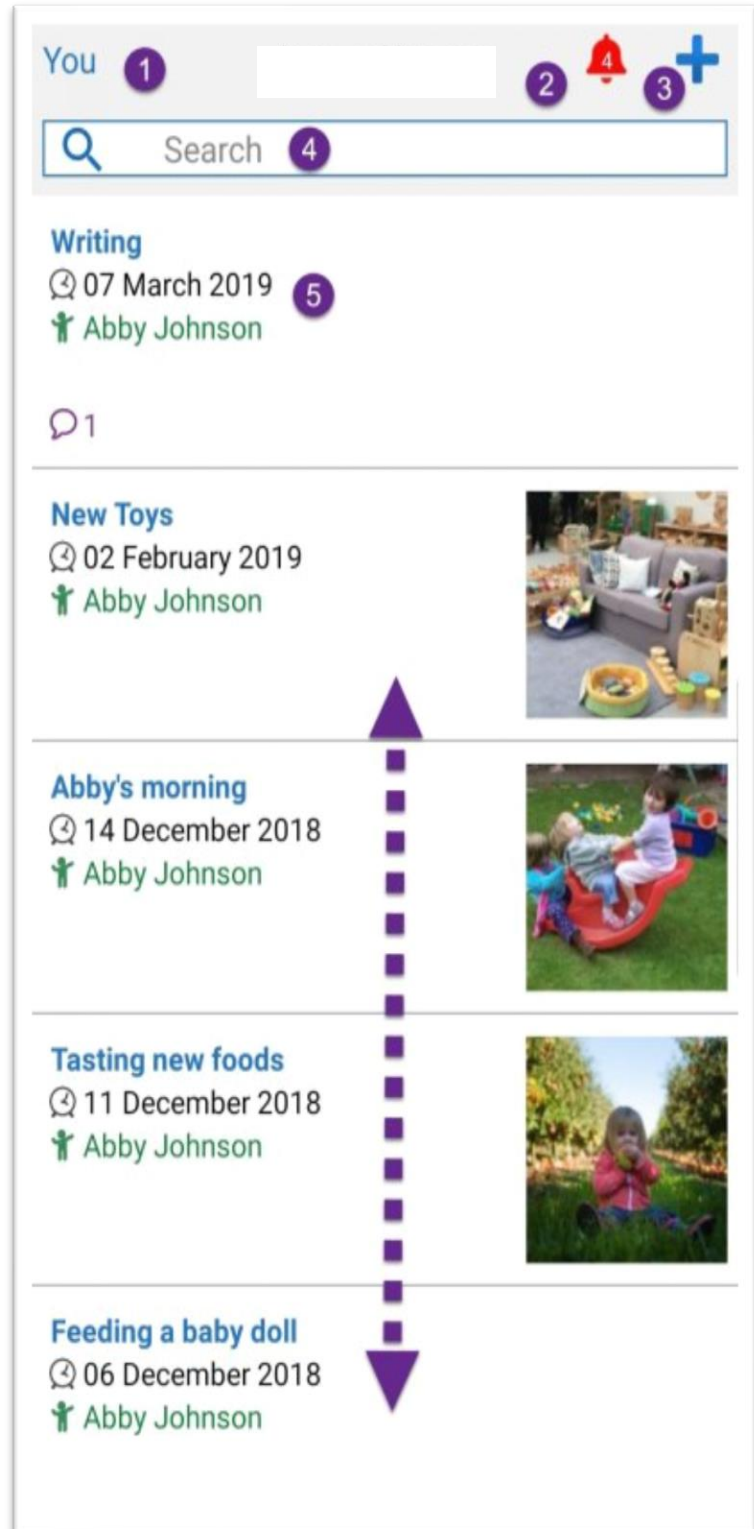 You 1 2 4 3
Search 4
Writing
07 March 2019 5
Abby Johnson
1
New Toys
02 February 2019
Abby Johnson
Abby's morning
14 December 2018
Abby Johnson
Tasting new foods
11 December 2018
Abby Johnson
Feeding a baby doll
06 December 2018
Abby Johnson